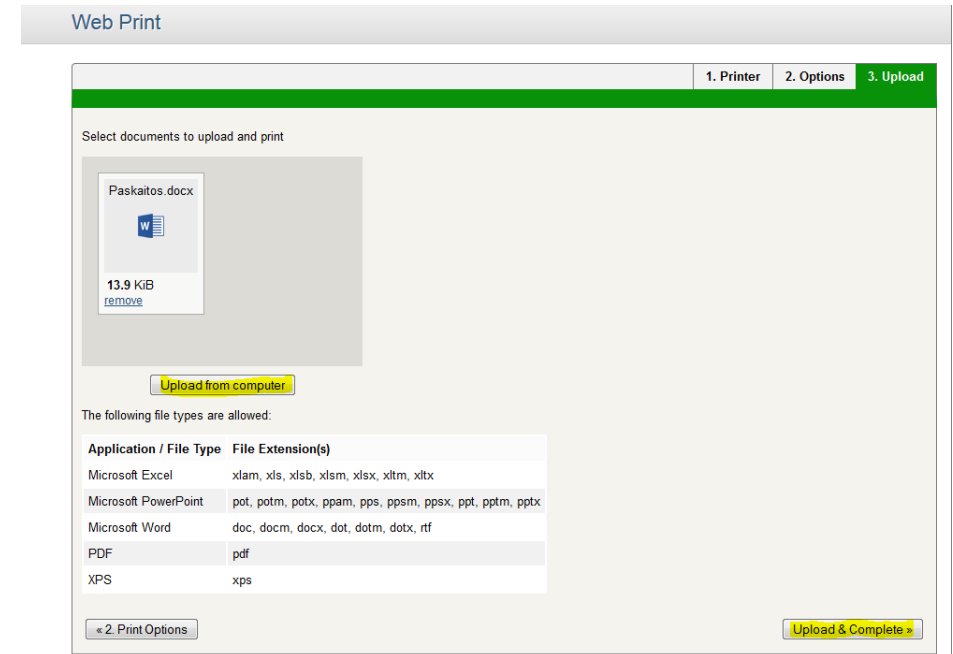 Web Print
1. Printer 2. Options 3. Upload
Select documents to upload and print
Paskaitos.docx
W
13.9 KiB
remove
Upload from computer
The following file types are allowed:
Application / File Type File Extension(s)
Microsoft Excel xlam, xls, xlsb, xlsm, xlsx, xltm, xltx
Microsoft PowerPoint pot, potm, potx, ppam, pps, ppsm, ppsx, ppt, pptm, pptx
Microsoft Word doc, docm, docx, dot, dotm, dotx, rtf
PDF pdf
XPS xps
« 2. Print Options Upload & Complete »